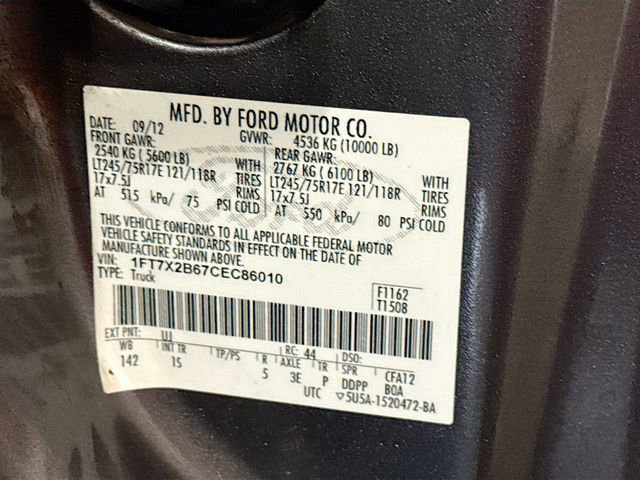 MFD. BY FORD MOTOR CO.
DATE: 09/12 GVWR: 4536 KG (10000 LB)
FRONT GAWR: REAR GAWR:
2540 KG (5600 LB) WITH 2767 KG (6100 LB) WITH
LT245/75R17E 121/118R TIRES LT245/75R17E 121/118R TIRES
17x7.5J RIMS 17x7.5J RIMS
AT 515 kPa/ 75 PSI COLD AT 550 kPa/ 80 PSI COLD
THIS VEHICLE CONFORMS TO ALL APPLICABLE FEDERAL MOTOR
VEHICLE SAFETY STANDARDS IN EFFECT ON THE DATE OF
MANUFACTURE SHOWN ABOVE.
VIN: 1FT7X2B67CEC86010
TYPE: Truck
F1162
T1508
EXT PNT: UJ RC: 44 DSO:
WB INT TR TP/PS R AXLE TR SPR CFA12
142 IS 5 3E P DDPP BOA
UTC ▽5U5A-1520472-BA